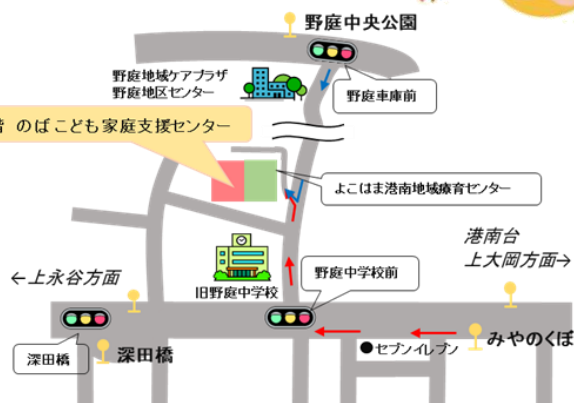 野庭中央公園
野庭地域ケアプラザ
野庭地区センター
野庭車庫前
のばこども家庭支援センター
よこはま港南地域療育センター
港南台
上大岡方面→
←上永谷方面
旧野庭中学校
野庭中学校前
みやのくぼ
●セブンイレブン
深田橋
深田橋